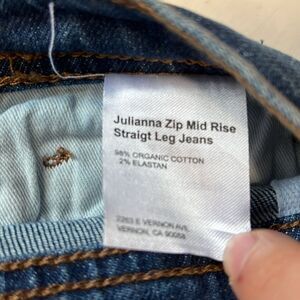 Julianna Zip Mid Rise
Straigt Leg Jeans
98% ORGANIC COTTON
2% ELASTAN
2263 E VERNON AVE,
VERNON, CA 90058